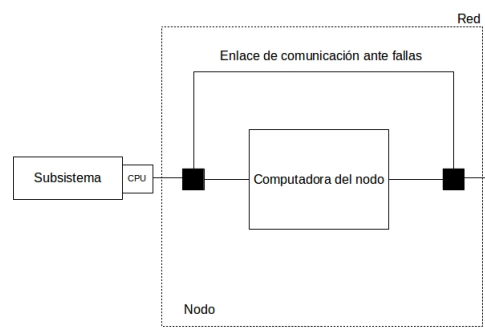 Red
Enlace de comunicación ante fallas
Subsistema
CPU
Computadora del nodo
Nodo